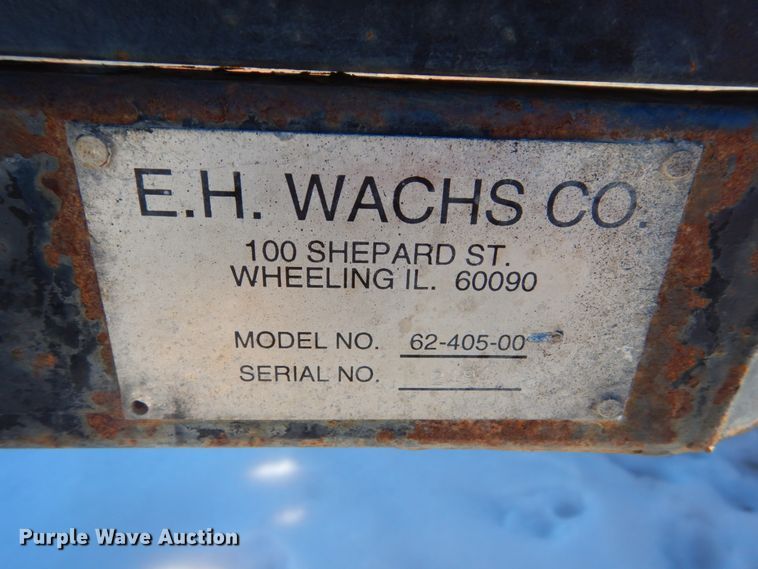 E.H. WACHS CO.
100 SHEPARD ST.
WHEELING IL. 60090
MODEL NO. 62-405-00
SERIAL NO.
Purple Wave Auction